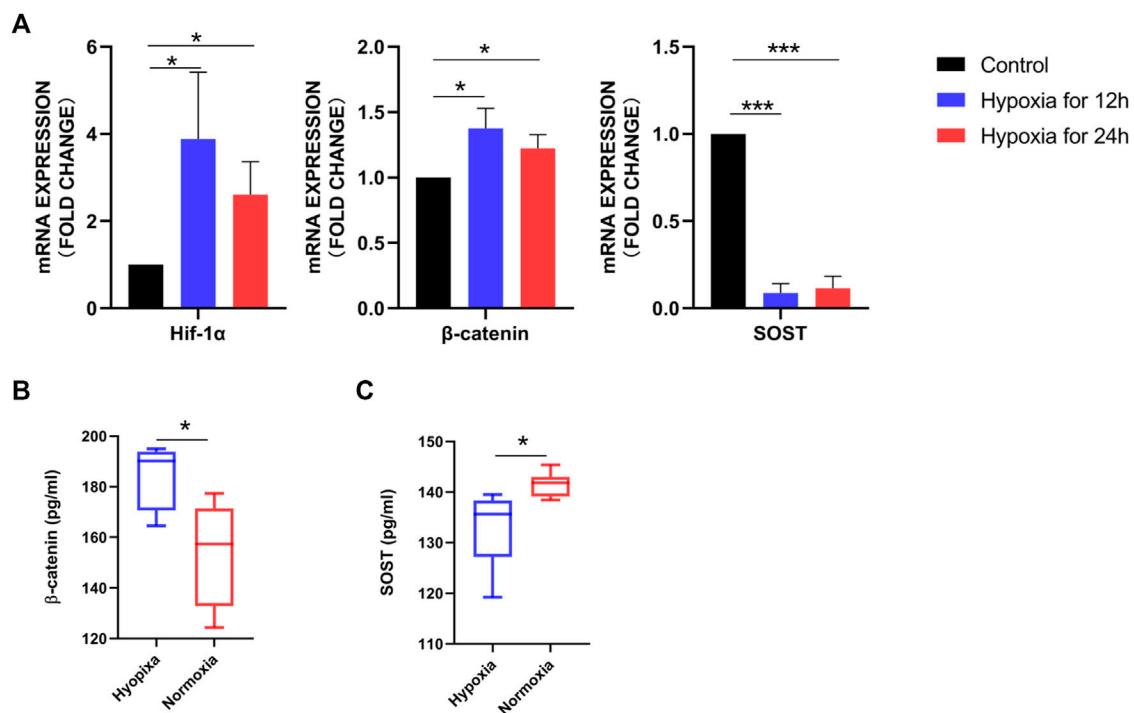 A
mRNA EXPRESSION
(FOLD CHANGE)
6
4
2
0
*
*
Hif-1α
mRNA EXPRESSION
(FOLD CHANGE)
2.0
1.5
1.0
0.5
0.0
*
*
β-catenin
mRNA EXPRESSION
(FOLD CHANGE)
1.5
1.0
0.5
0.0
***
***
SOST
Control
Hypoxia for 12h
Hypoxia for 24h
B
β-catenin (pg/ml)
200
180
160
140
120
*
Hyopixa
Normoxia
C
SOST (pg/ml)
150
140
130
120
110
*
Hypoxia
Normoxia